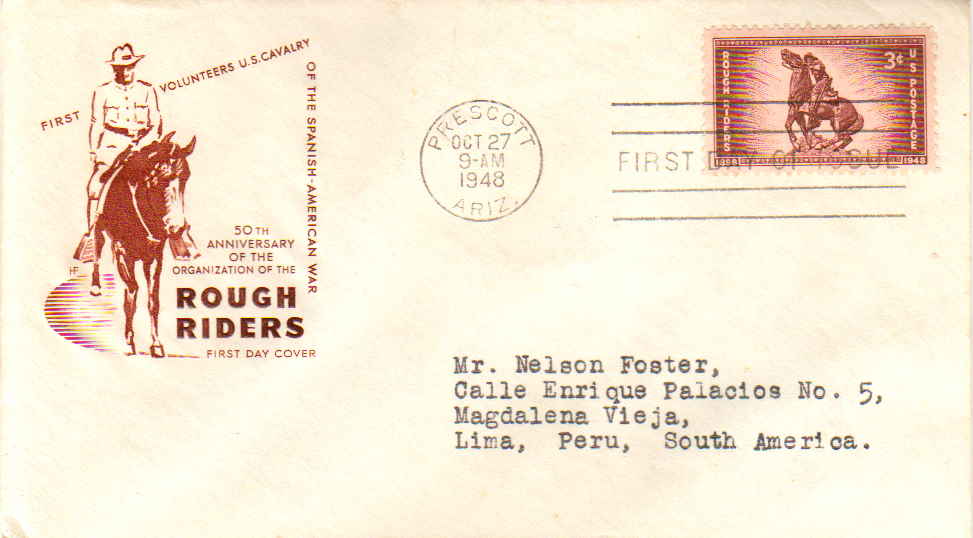 FIRST VOLUNTEERS U.S. CAVALRY
OF THE SPANISH-AMERICAN WAR
50TH
ANNIVERSARY
OF THE
ORGANIZATION OF THE
ROUGH
RIDERS
FIRST DAY COVER
HF
PRESCOTT
OCT 27
9-AM
1948
ARIZ.
FIRST DAY OF ISSUE
ROUGH RIDERS
3¢
U S POSTAGE
1898
1948
Mr. Nelson Foster,
Calle Enrique Palacios No. 5,
Magdalena Vieja,
Lima, Peru, South America.